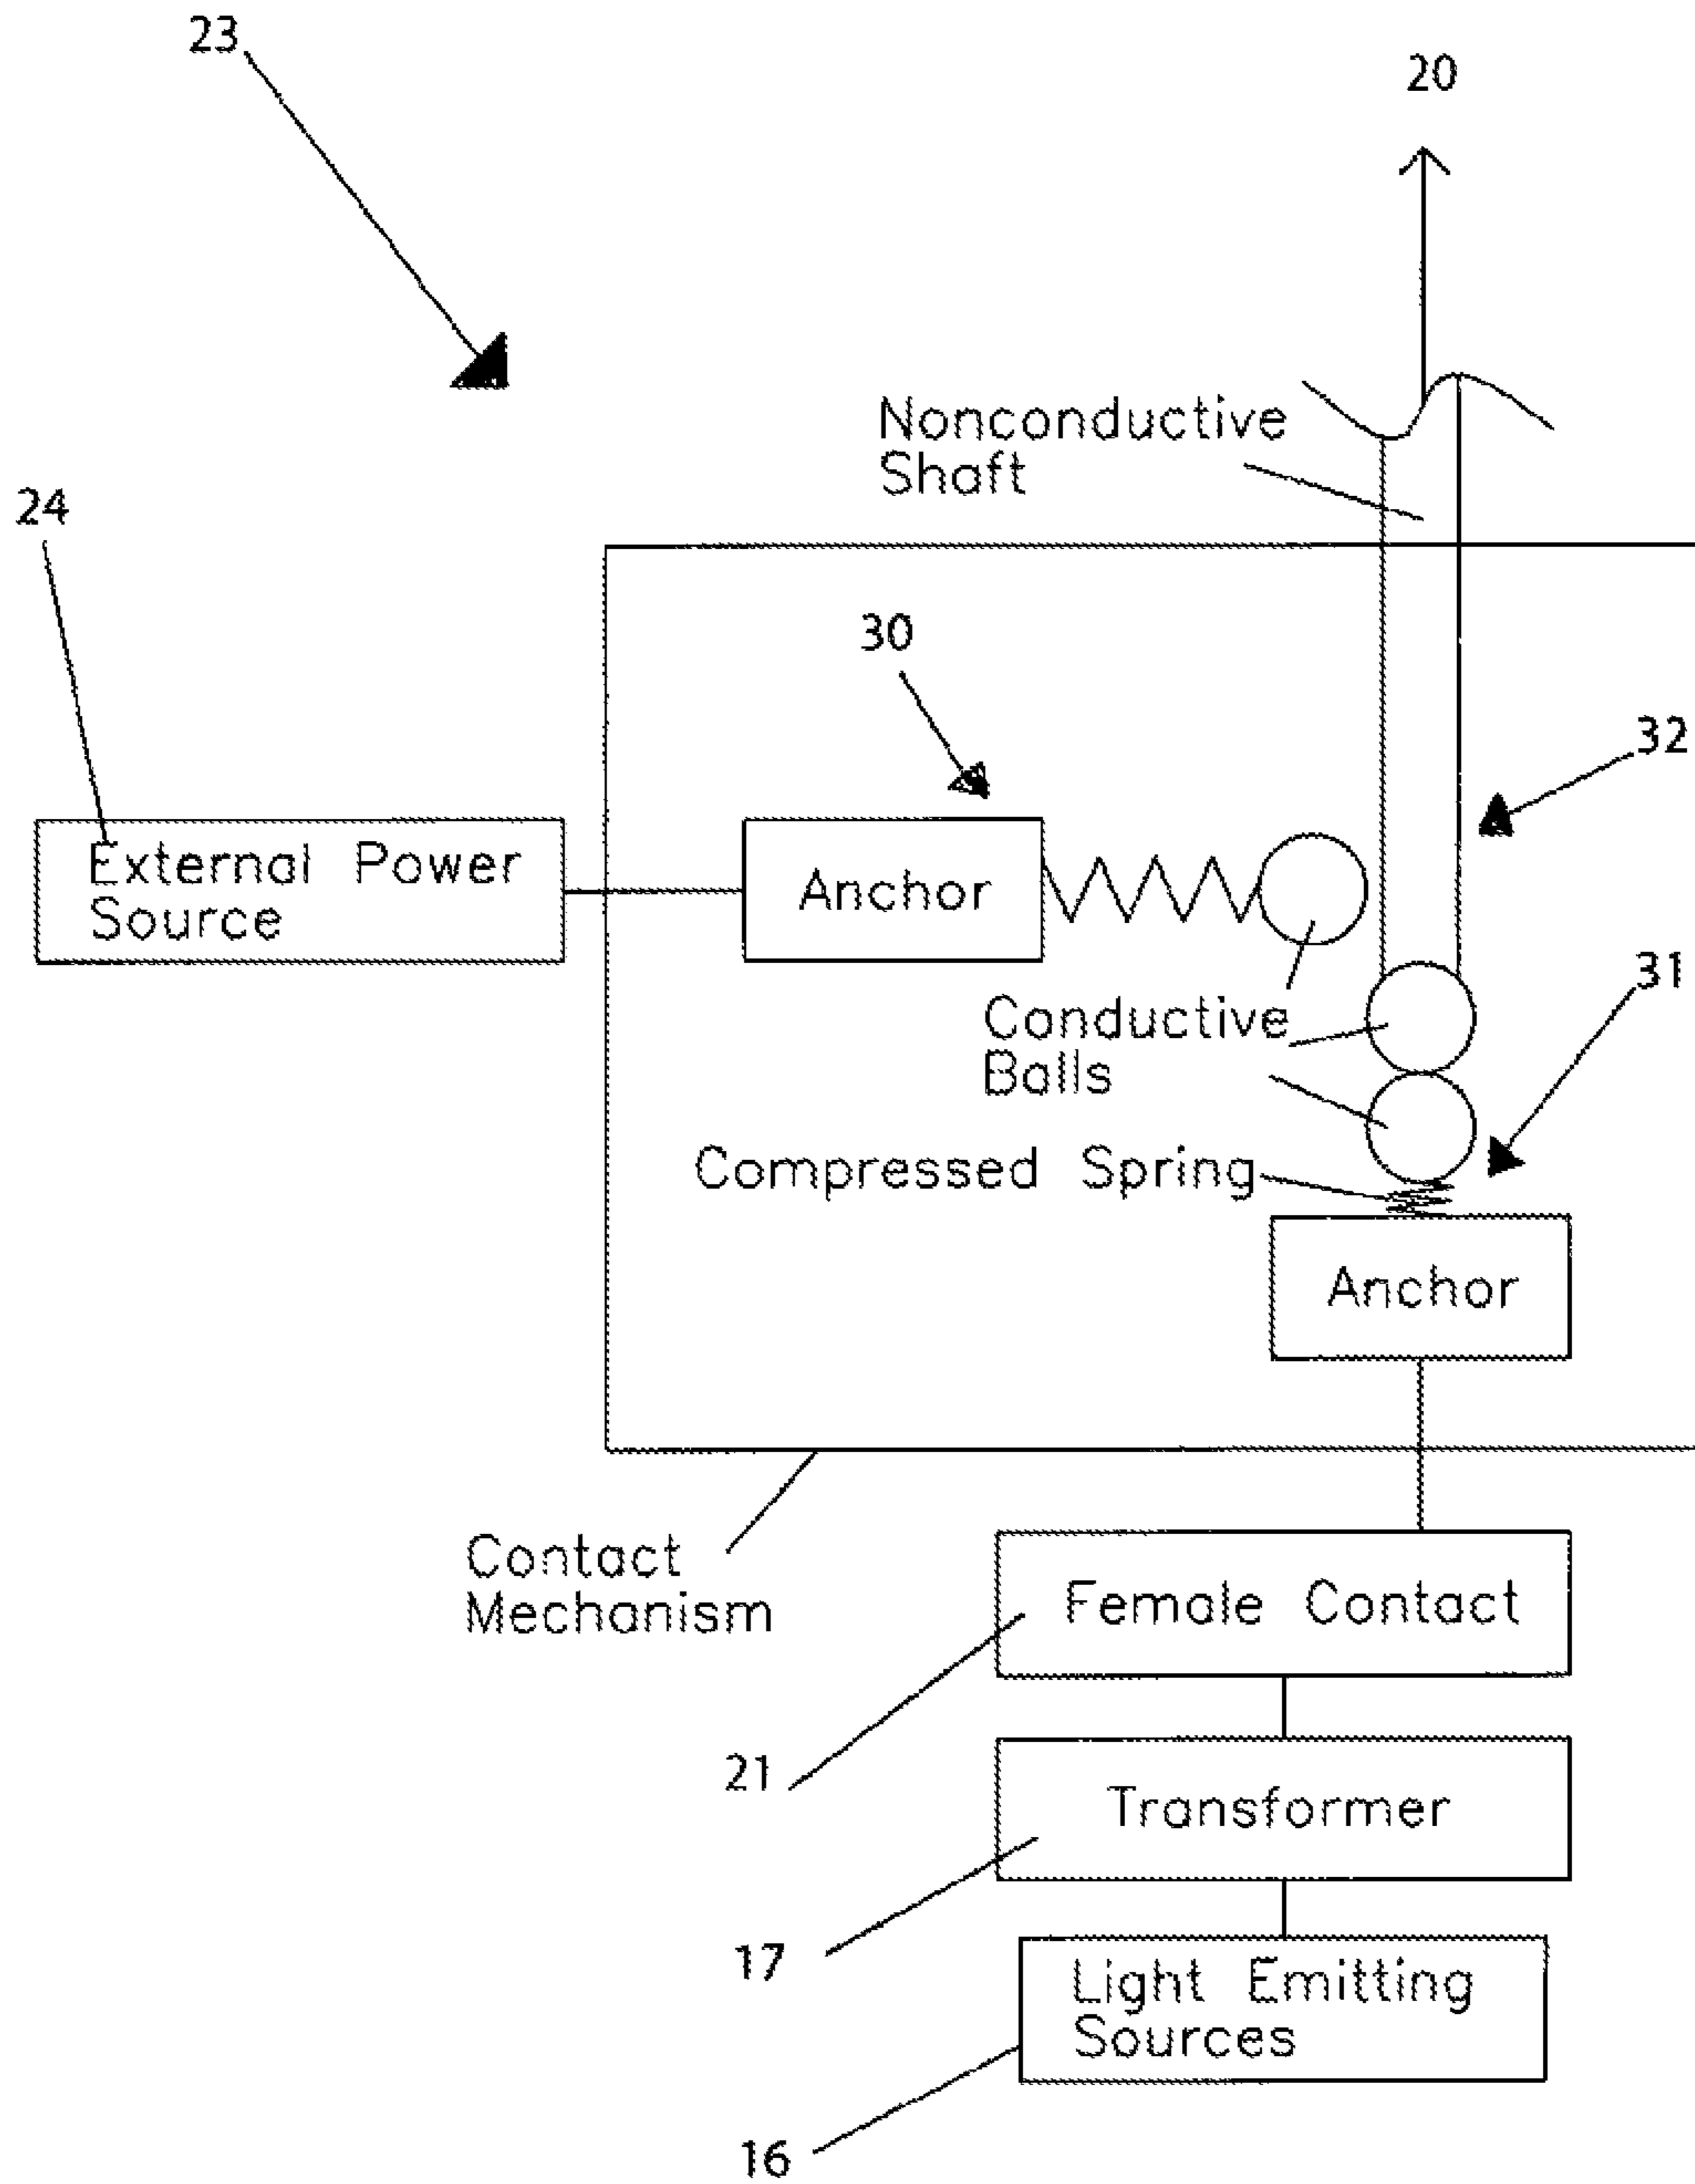 23
20
Nonconductive
Shaft
24
30
32
External Power
Source
Anchor
31
Conductive
Balls
Compressed Spring
Anchor
Contact
Mechanism
Female Contact
21
Transformer
17
Light Emitting
Sources
16